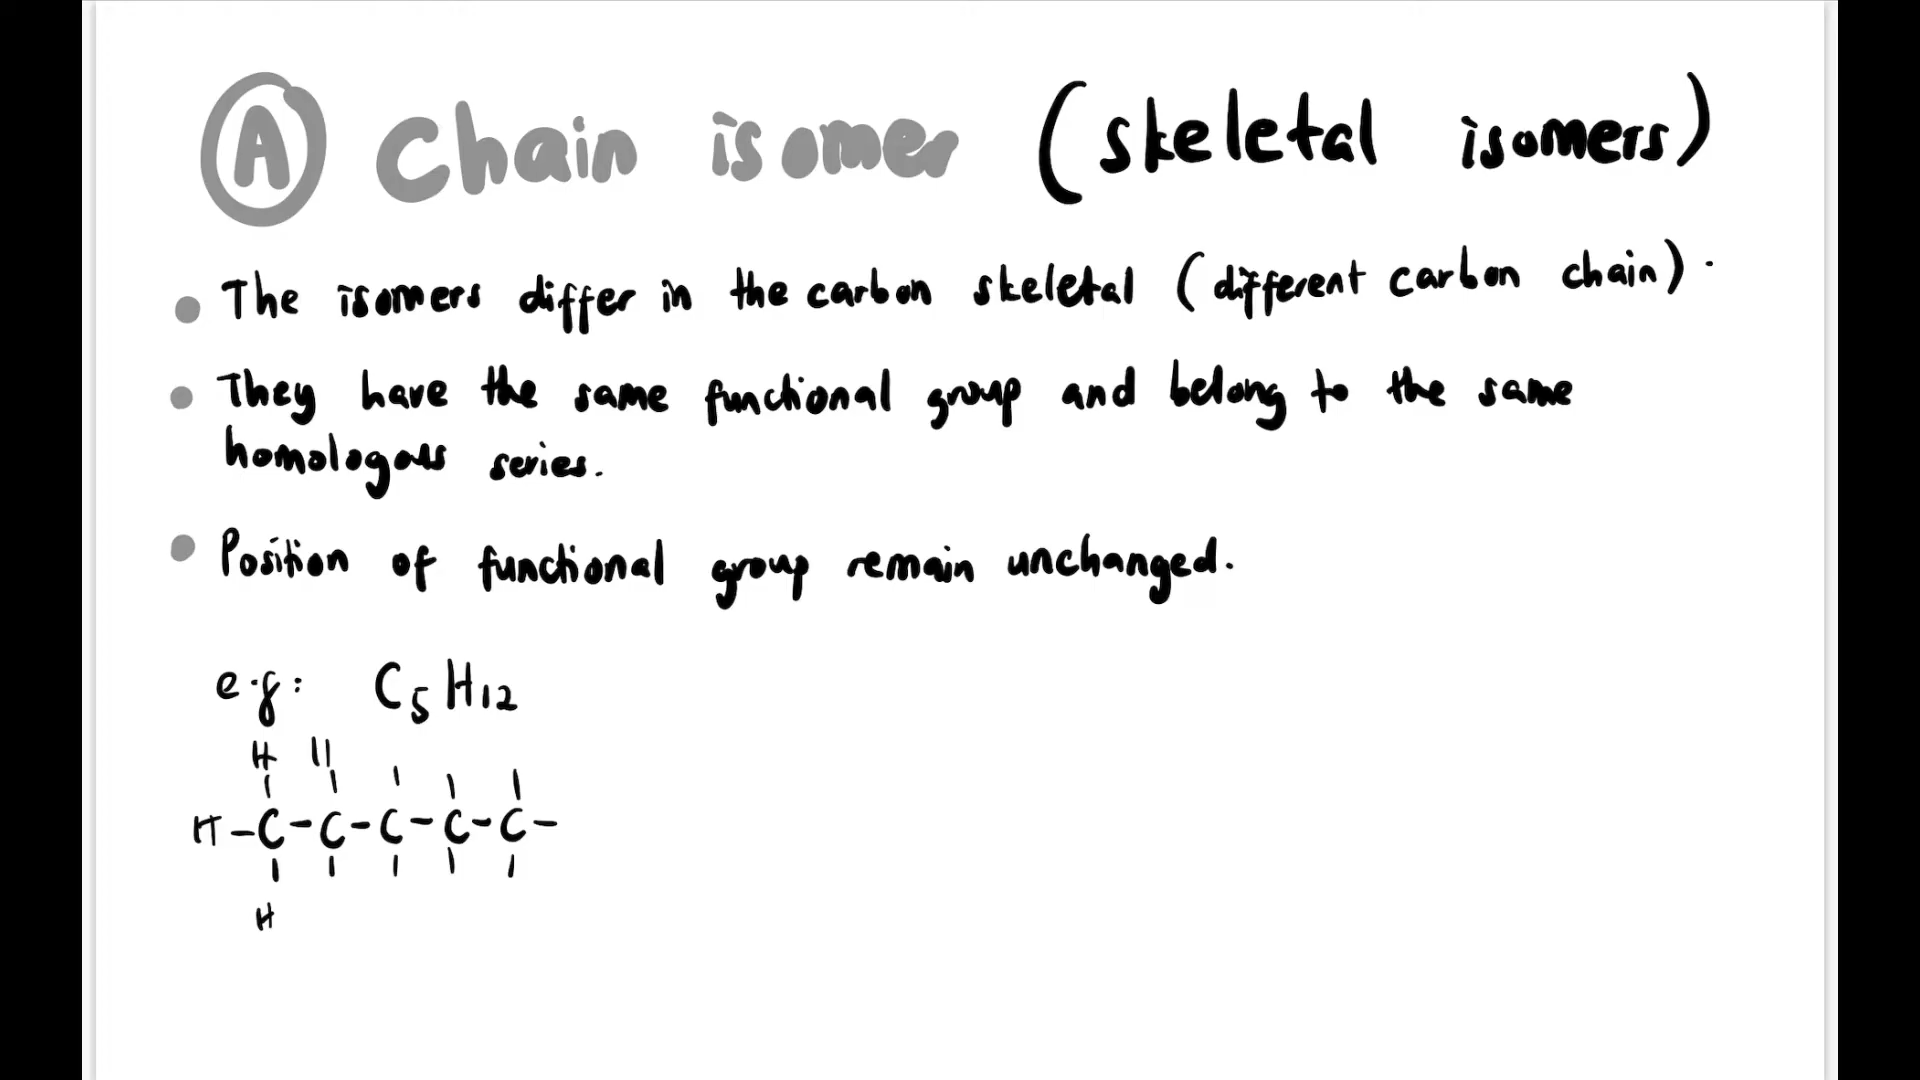 A Chain isomer (skeletal isomers)
The isomers differ in the carbon skeletal (different carbon chain).
They have the same functional group and belong to the same
homologous series.
Position of functional group remain unchanged.
e.g: C5H12
H
H-C-C-C-C-C-
H